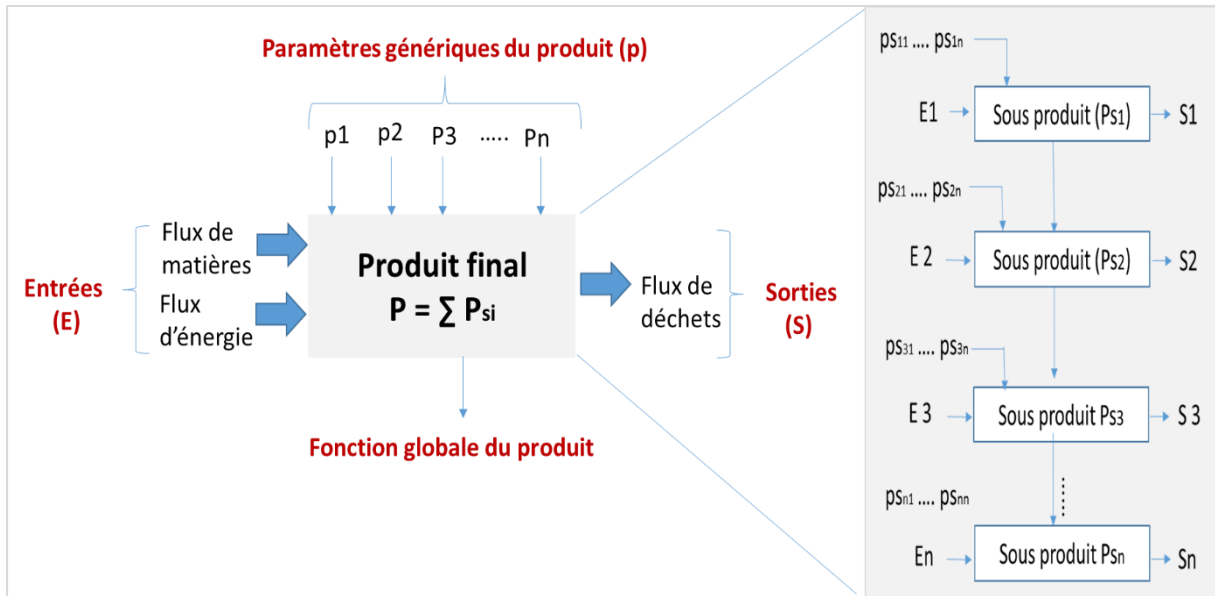 Paramètres génériques du produit (p)
p1 p2 P3 ..... Pn
Entrées
(E)
Flux de
matières
Flux
d'énergie
Produit final
P = ∑ Psi
Flux de
déchets
Sorties
(S)
Fonction globale du produit
ps11 .... ps1n
E1
Sous produit (Ps1)
S1
ps21 .... ps2n
E 2
Sous produit (Ps2)
S2
ps31 .... ps3n
E 3
Sous produit Ps3
S 3
psn1 .... psnn
En
Sous produit Psn
Sn